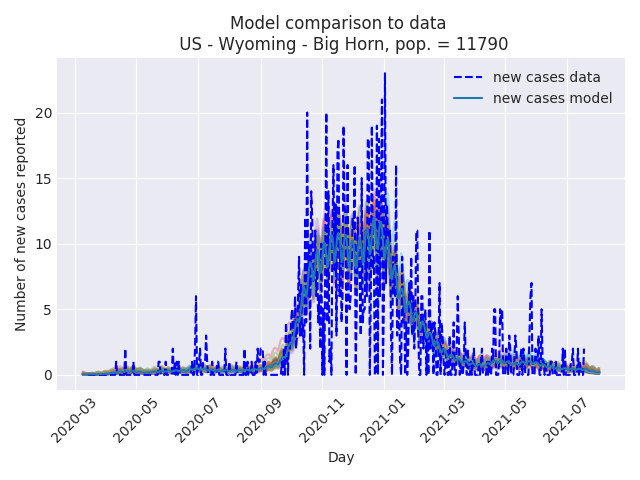 Model comparison to data
US - Wyoming - Big Horn, pop. = 11790
new cases data
new cases model
Number of new cases reported
20
15
10
5
0
2020-03
2020-05
2020-07
2020-09
2020-11
2021-01
2021-03
2021-05
2021-07
Day